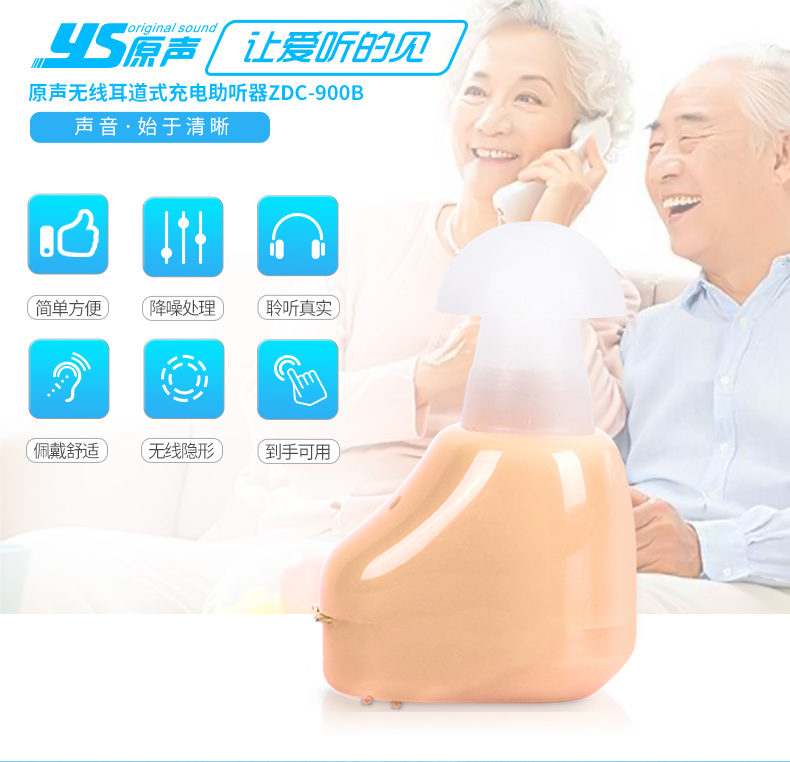 original sound
YS原声
让爱听的见
原声无线耳道式充电助听器ZDC-900B
声音·始于清晰
简单方便
降噪处理
聆听真实
佩戴舒适
无线隐形
到手可用